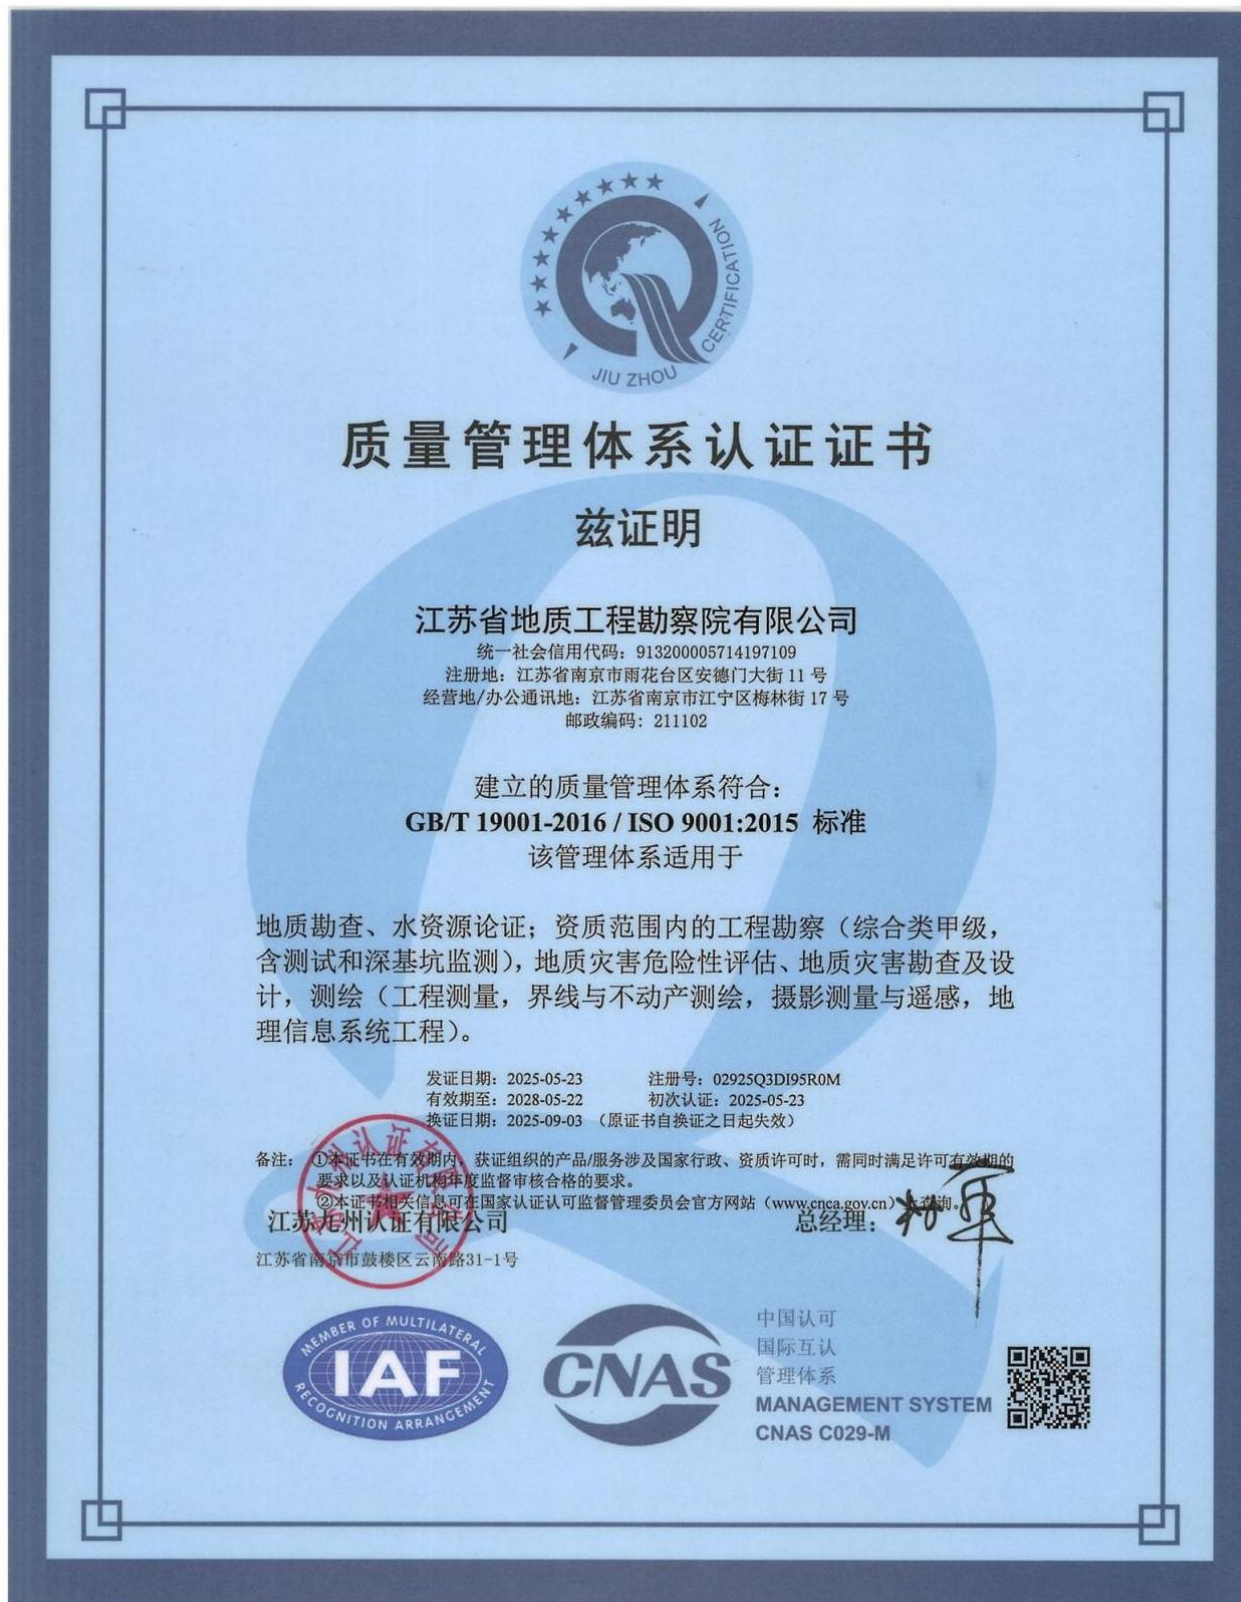 JIU ZHOU CERTIFICATION
质量管理体系认证证书
兹证明
江苏省地质工程勘察院有限公司
统一社会信用代码：913200005714197109
注册地：江苏省南京市雨花台区安德门大街 11 号
经营地/办公通讯地：江苏省南京市江宁区梅林街 17 号
邮政编码：211102
建立的质量管理体系符合：
GB/T 19001-2016 / ISO 9001:2015 标准
该管理体系适用于
地质勘查、水资源论证；资质范围内的工程勘察（综合类甲级，
含测试和深基坑监测），地质灾害危险性评估、地质灾害勘查及设
计，测绘（工程测量，界线与不动产测绘，摄影测量与遥感，地
理信息系统工程）。
发证日期：2025-05-23 注册号：02925Q3DI95R0M
有效期至：2028-05-22 初次认证：2025-05-23
换证日期：2025-09-03 （原证书自换证之日起失效）
备注： ①本证书在有效期内，获证组织的产品/服务涉及国家行政、资质许可时，需同时满足许可有效期的
要求以及认证机构年度监督审核合格的要求。
②本证书相关信息可在国家认证认可监督管理委员会官方网站（www.cnca.gov.cn）上查询。
江苏九州认证有限公司 总经理：
江苏省南京市鼓楼区云南路31-1号
江苏九州认证有限公司
MEMBER OF MULTILATERAL
IAF
RECOGNITION ARRANGEMENT
CNAS
中国认可
国际互认
管理体系
MANAGEMENT SYSTEM
CNAS C029-M